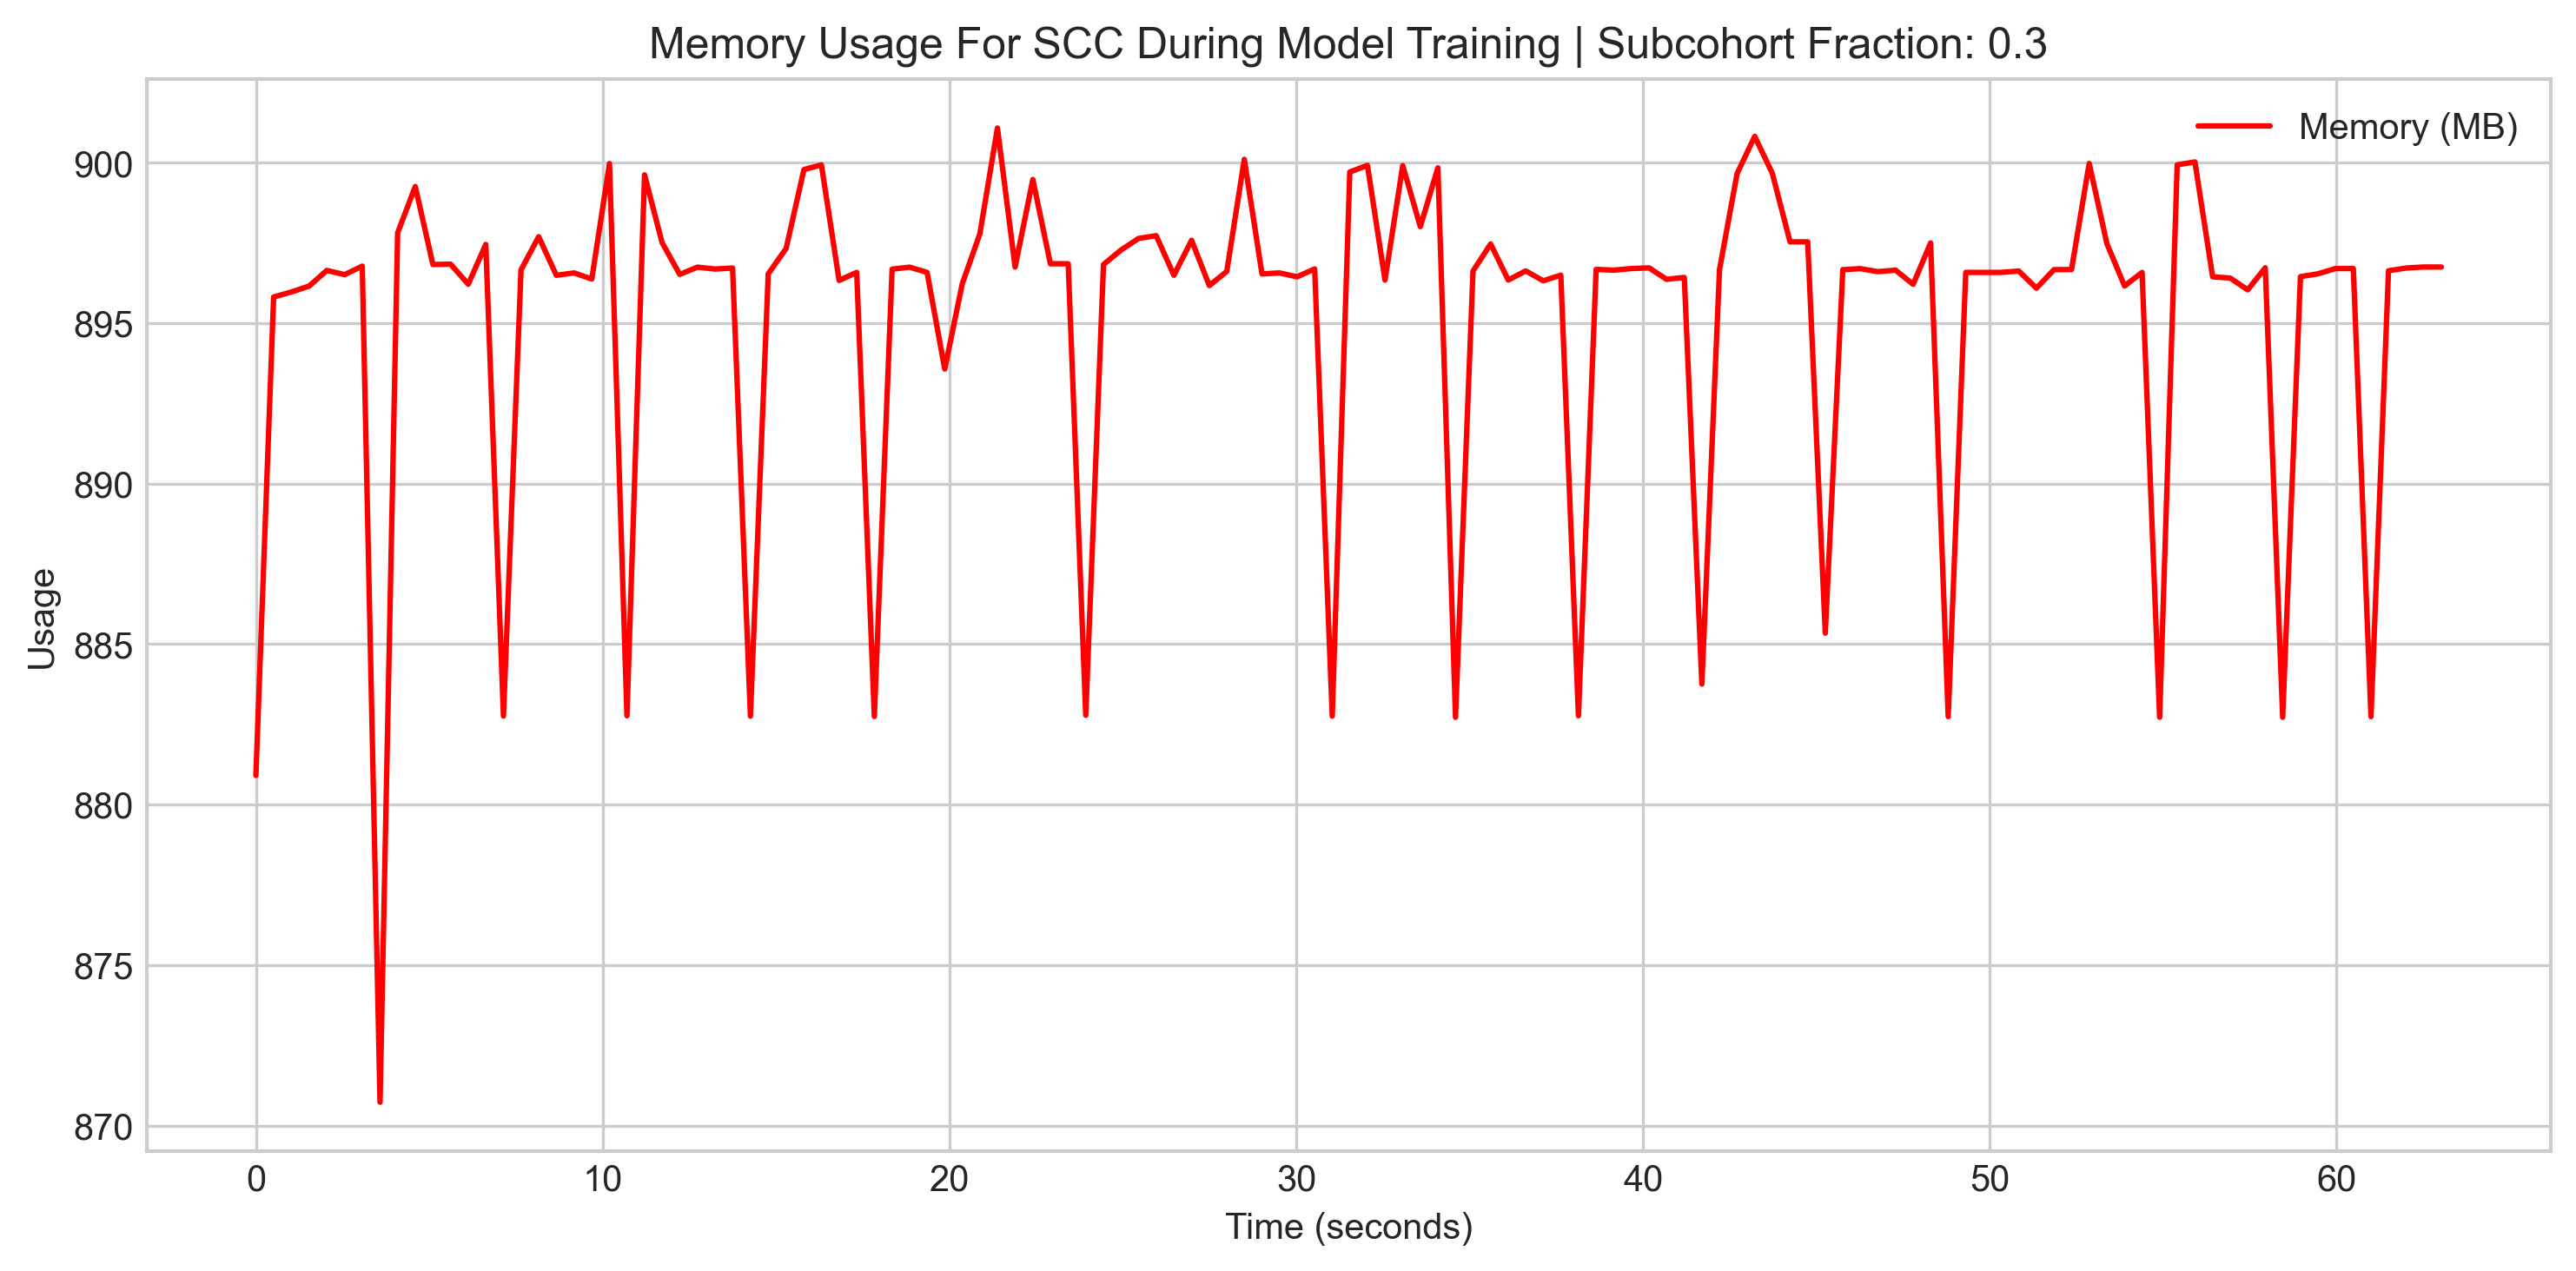 Memory Usage For SCC During Model Training | Subcohort Fraction: 0.3
Memory (MB)
900
895
890
885
880
875
870
Usage
0 10 20 30 40 50 60
Time (seconds)